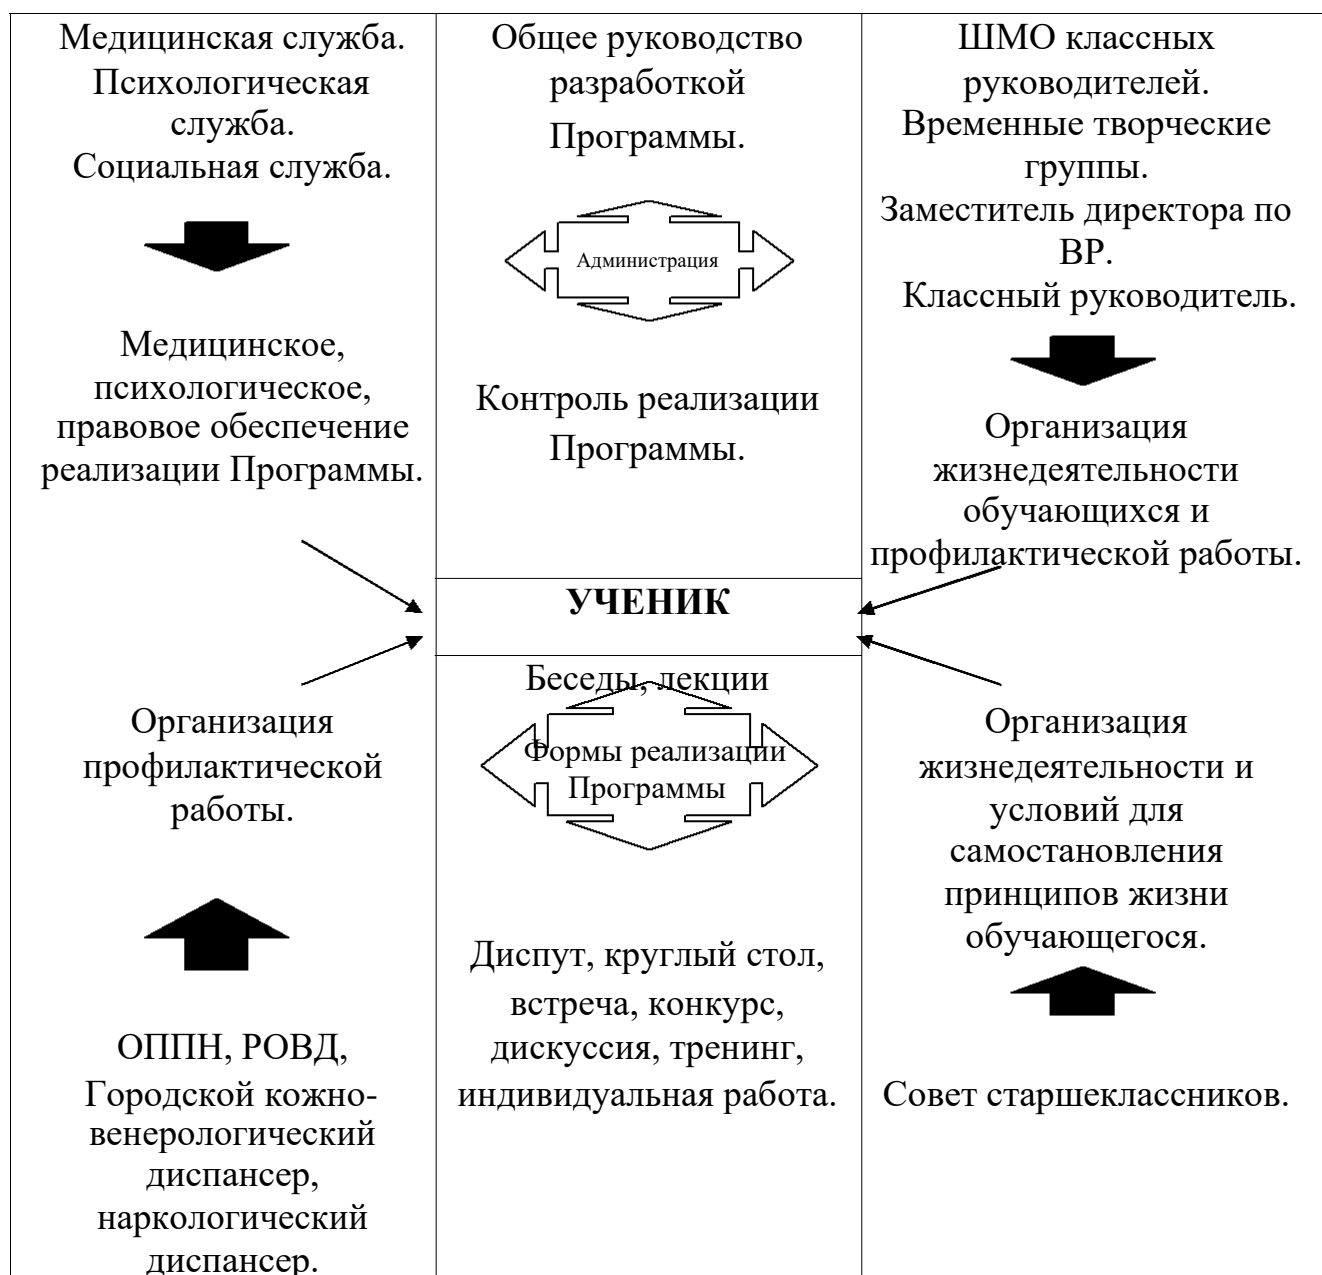 Медицинская служба.
Психологическая
служба.
Социальная служба.
Медицинское,
психологическое,
правовое обеспечение
реализации Программы.
Организация
профилактической
работы.
ОППН, РОВД,
Городской кожно-
венерологический
диспансер,
наркологический
диспансер.
Общее руководство
разработкой
Программы.
Администрация
Контроль реализации
Программы.
УЧЕНИК
Беседы, лекции
Формы реализации
Программы
Диспут, круглый стол,
встреча, конкурс,
дискуссия, тренинг,
индивидуальная работа.
ШМО классных
руководителей.
Временные творческие
группы.
Заместитель директора по
ВР.
Классный руководитель.
Организация
жизнедеятельности
обучающихся и
профилактической работы.
Организация
жизнедеятельности и
условий для
самостановления
принципов жизни
обучающегося.
Совет старшеклассников.